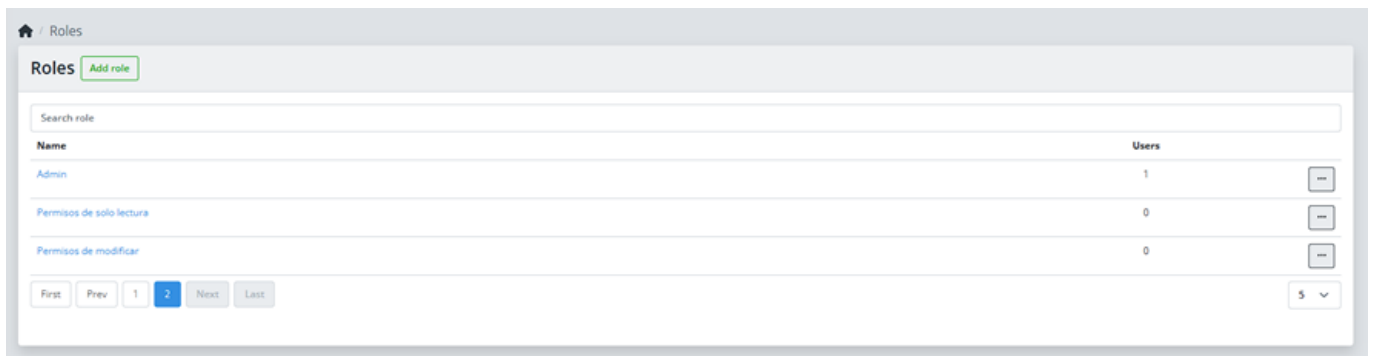 / Roles
Roles Add role
Search role
Name Users
Admin 1 ...
Permisos de solo lectura 0 ...
Permisos de modificar 0 ...
First Prev 1 2 Next Last 5